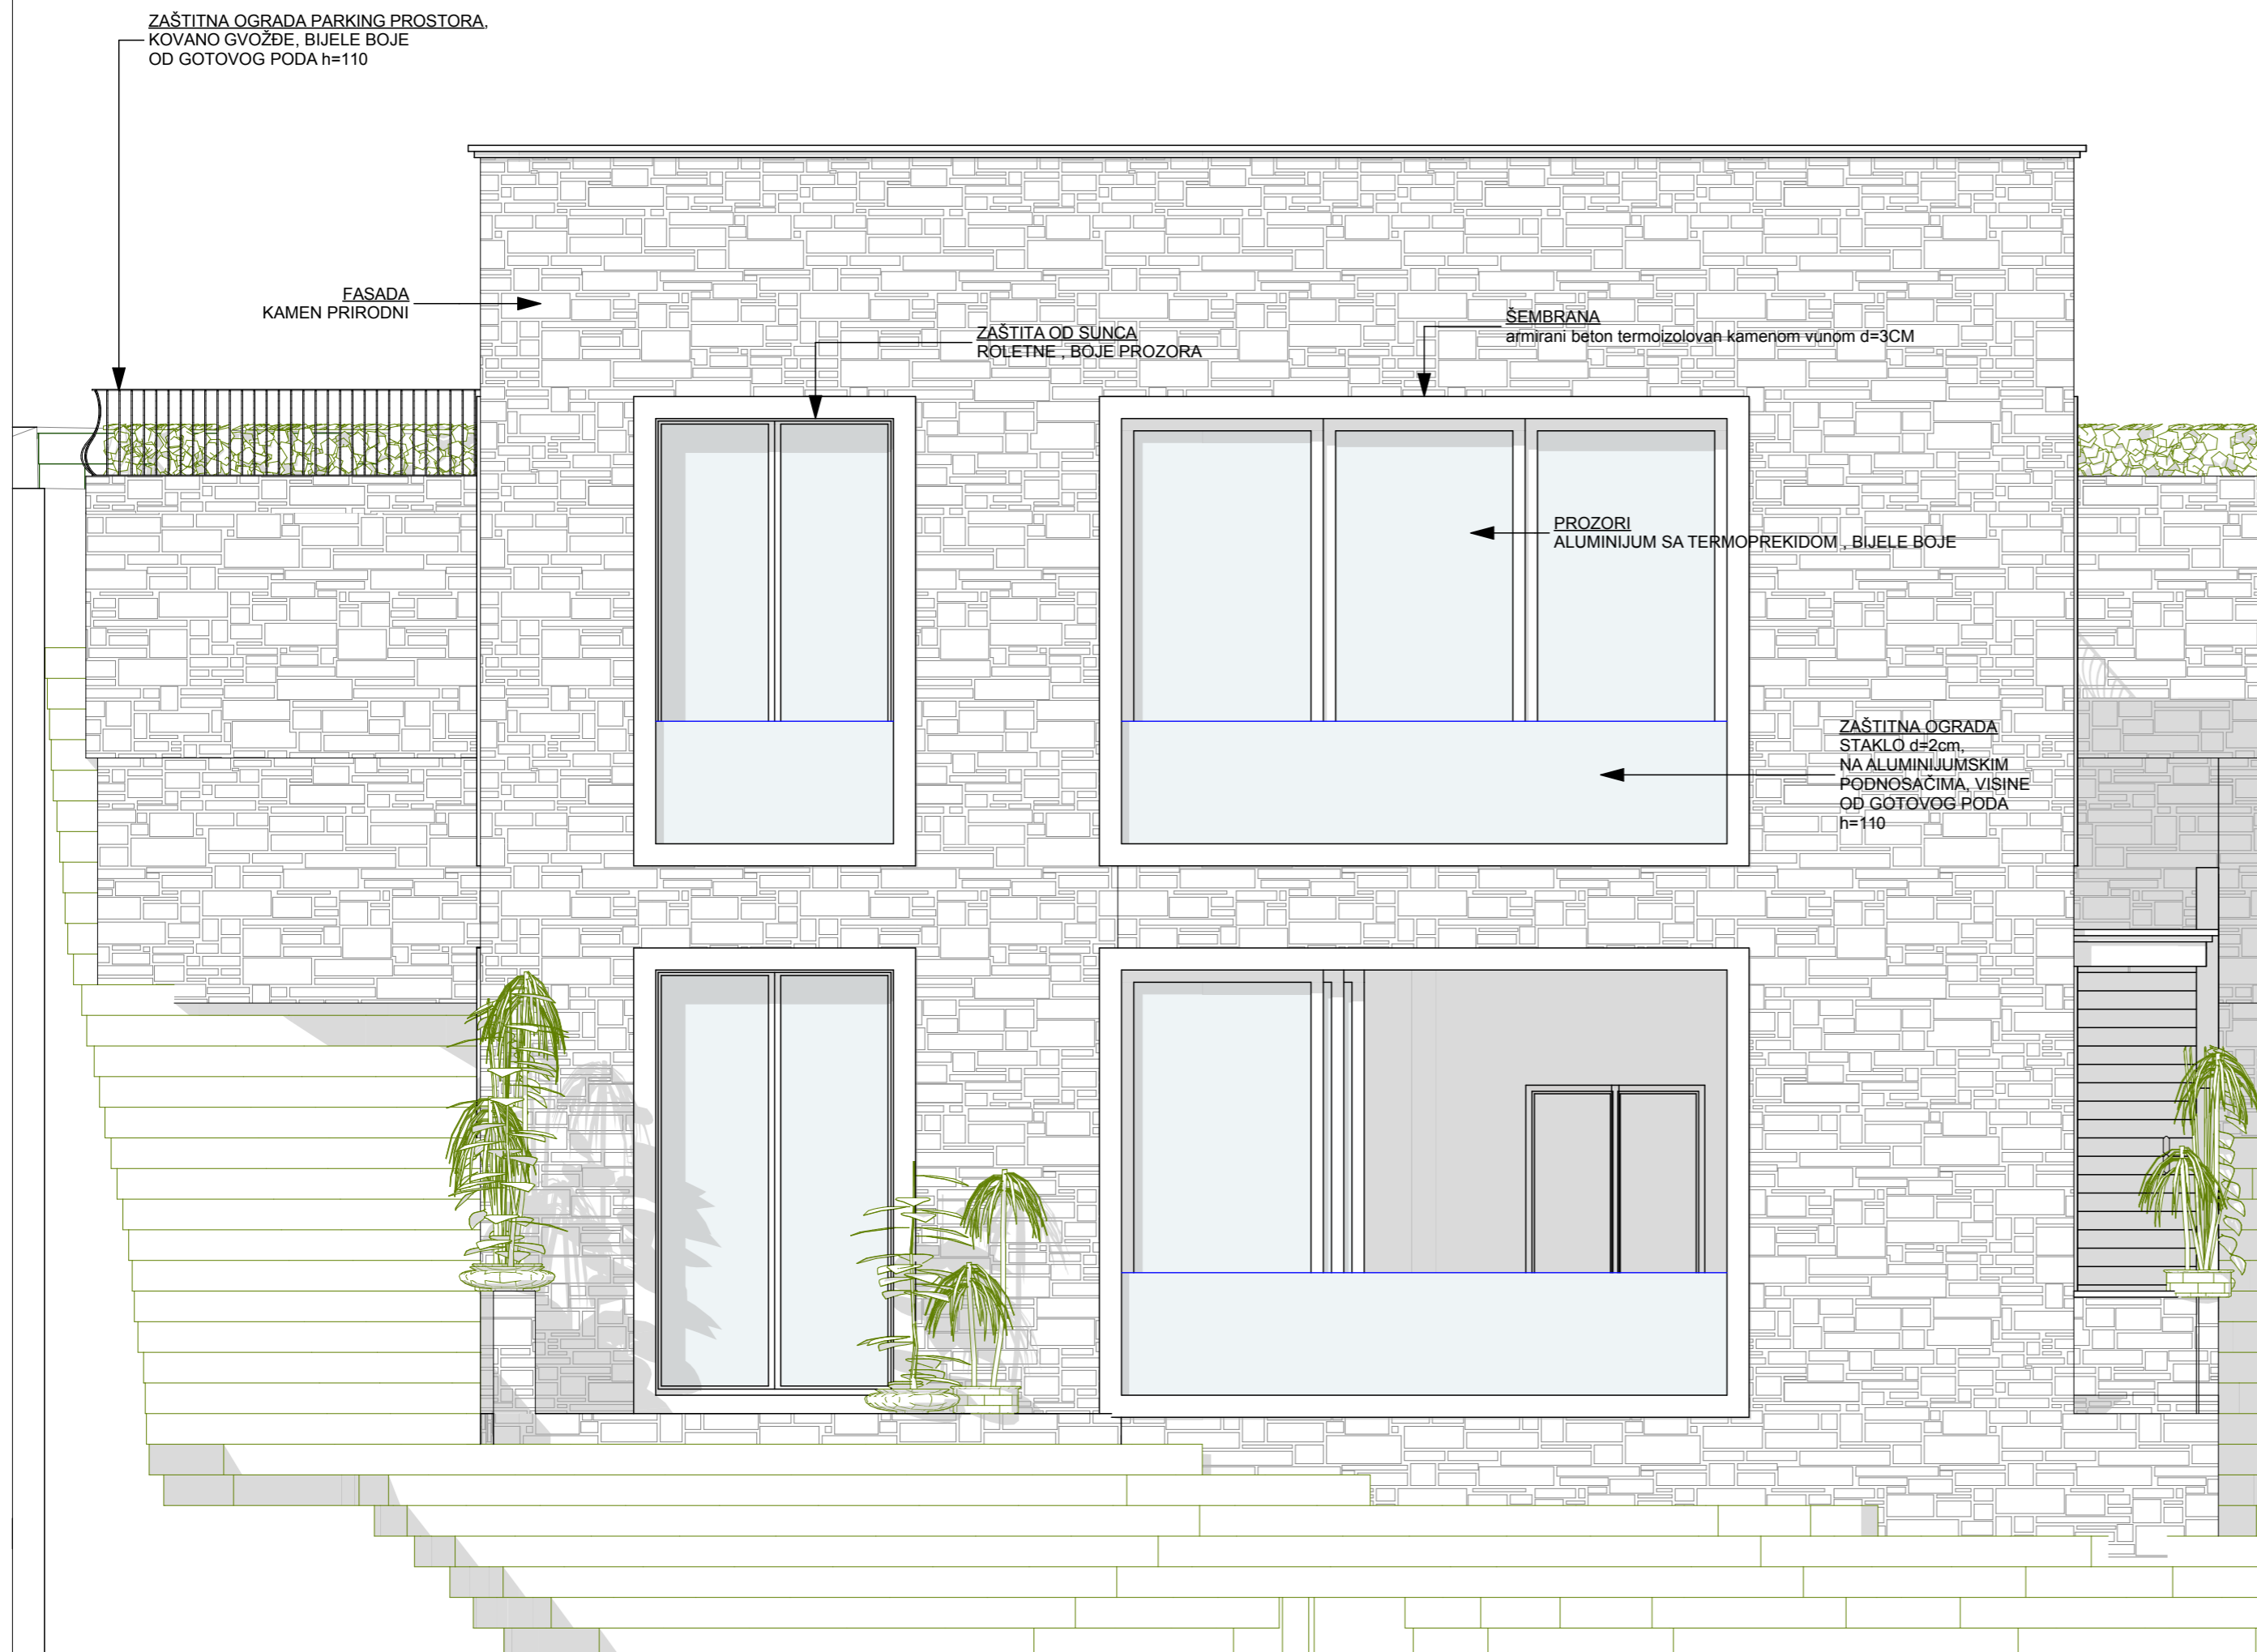 ZAŠTITNA OGRADA PARKING PROSTORA,
KOVANO GVOŽĐE, BIJELE BOJE
OD GOTOVOG PODA h=110
FASADA
KAMEN PRIRODNI
ZAŠTITA OD SUNCA
ROLETNE , BOJE PROZORA
ŠEMBRANA
armirani beton termoizolovan kamenom vunom d=3CM
PROZORI
ALUMINIJUM SA TERMOPREKIDOM , BIJELE BOJE
ZAŠTITNA OGRADA
STAKLO d=2cm,
NA ALUMINIJUMSKIM
PODNOSAČIMA, VISINE
OD GOTOVOG PODA
h=110